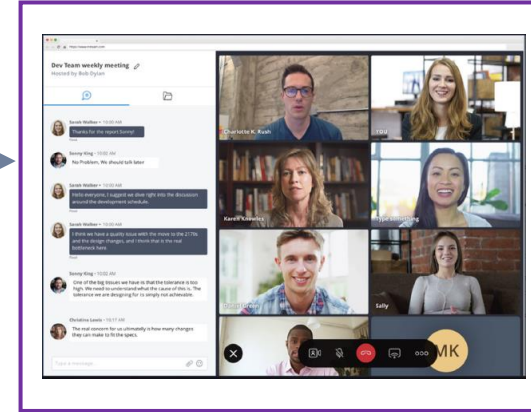 Dev Team weekly meeting
Hosted by Bob Dylan
Sarah Walker • 10:00 AM
Thanks for the report Sonny!
Sonny King • 10:02 AM
No Problem, We should talk later
Sarah Walker • 10:00 AM
Hello everyone, I suggest we dive right into the discussion
around the development schedule.
Sarah Walker • 10:00 AM
I think we have a quality issue with the move to the 2170s
and the design changes, and I think that is the real
bottleneck here.
Sonny King • 10:02 AM
One of the big issues we have is that the tolerance is too
high. We need to understand what the cause of this is. The
tolerance we are designing for is simply not achievable.
Christina Lewis • 10:17 AM
The real concern for us ultimately is how many changes
they can make to fit the specs.
Type a message
Charlotte K. Rush
Karen Knowles
Type something
Sally
MK